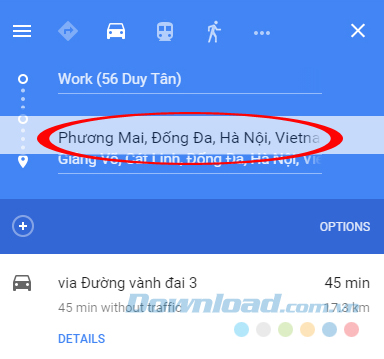 Work (56 Duy Tân)
Phương Mai, Đống Đa, Hà Nội, Vietna
Giảng Võ, Cát Linh, Đống Đa, Hà Nội, Vie
OPTIONS
via Đường vành đai 3 45 min
45 min without traffic 17.3 km
Download.com.vn
DETAILS